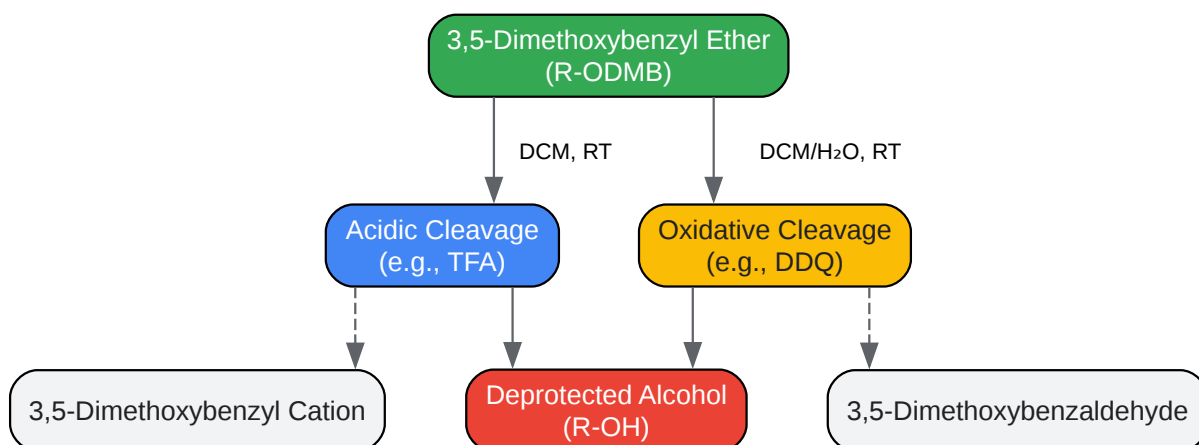 3,5-Dimethoxybenzyl Ether
(R-ODMB)
DCM, RT
DCM/H₂O, RT
Acidic Cleavage
(e.g., TFA)
Oxidative Cleavage
(e.g., DDQ)
3,5-Dimethoxybenzyl Cation
Deprotected Alcohol
(R-OH)
3,5-Dimethoxybenzaldehyde